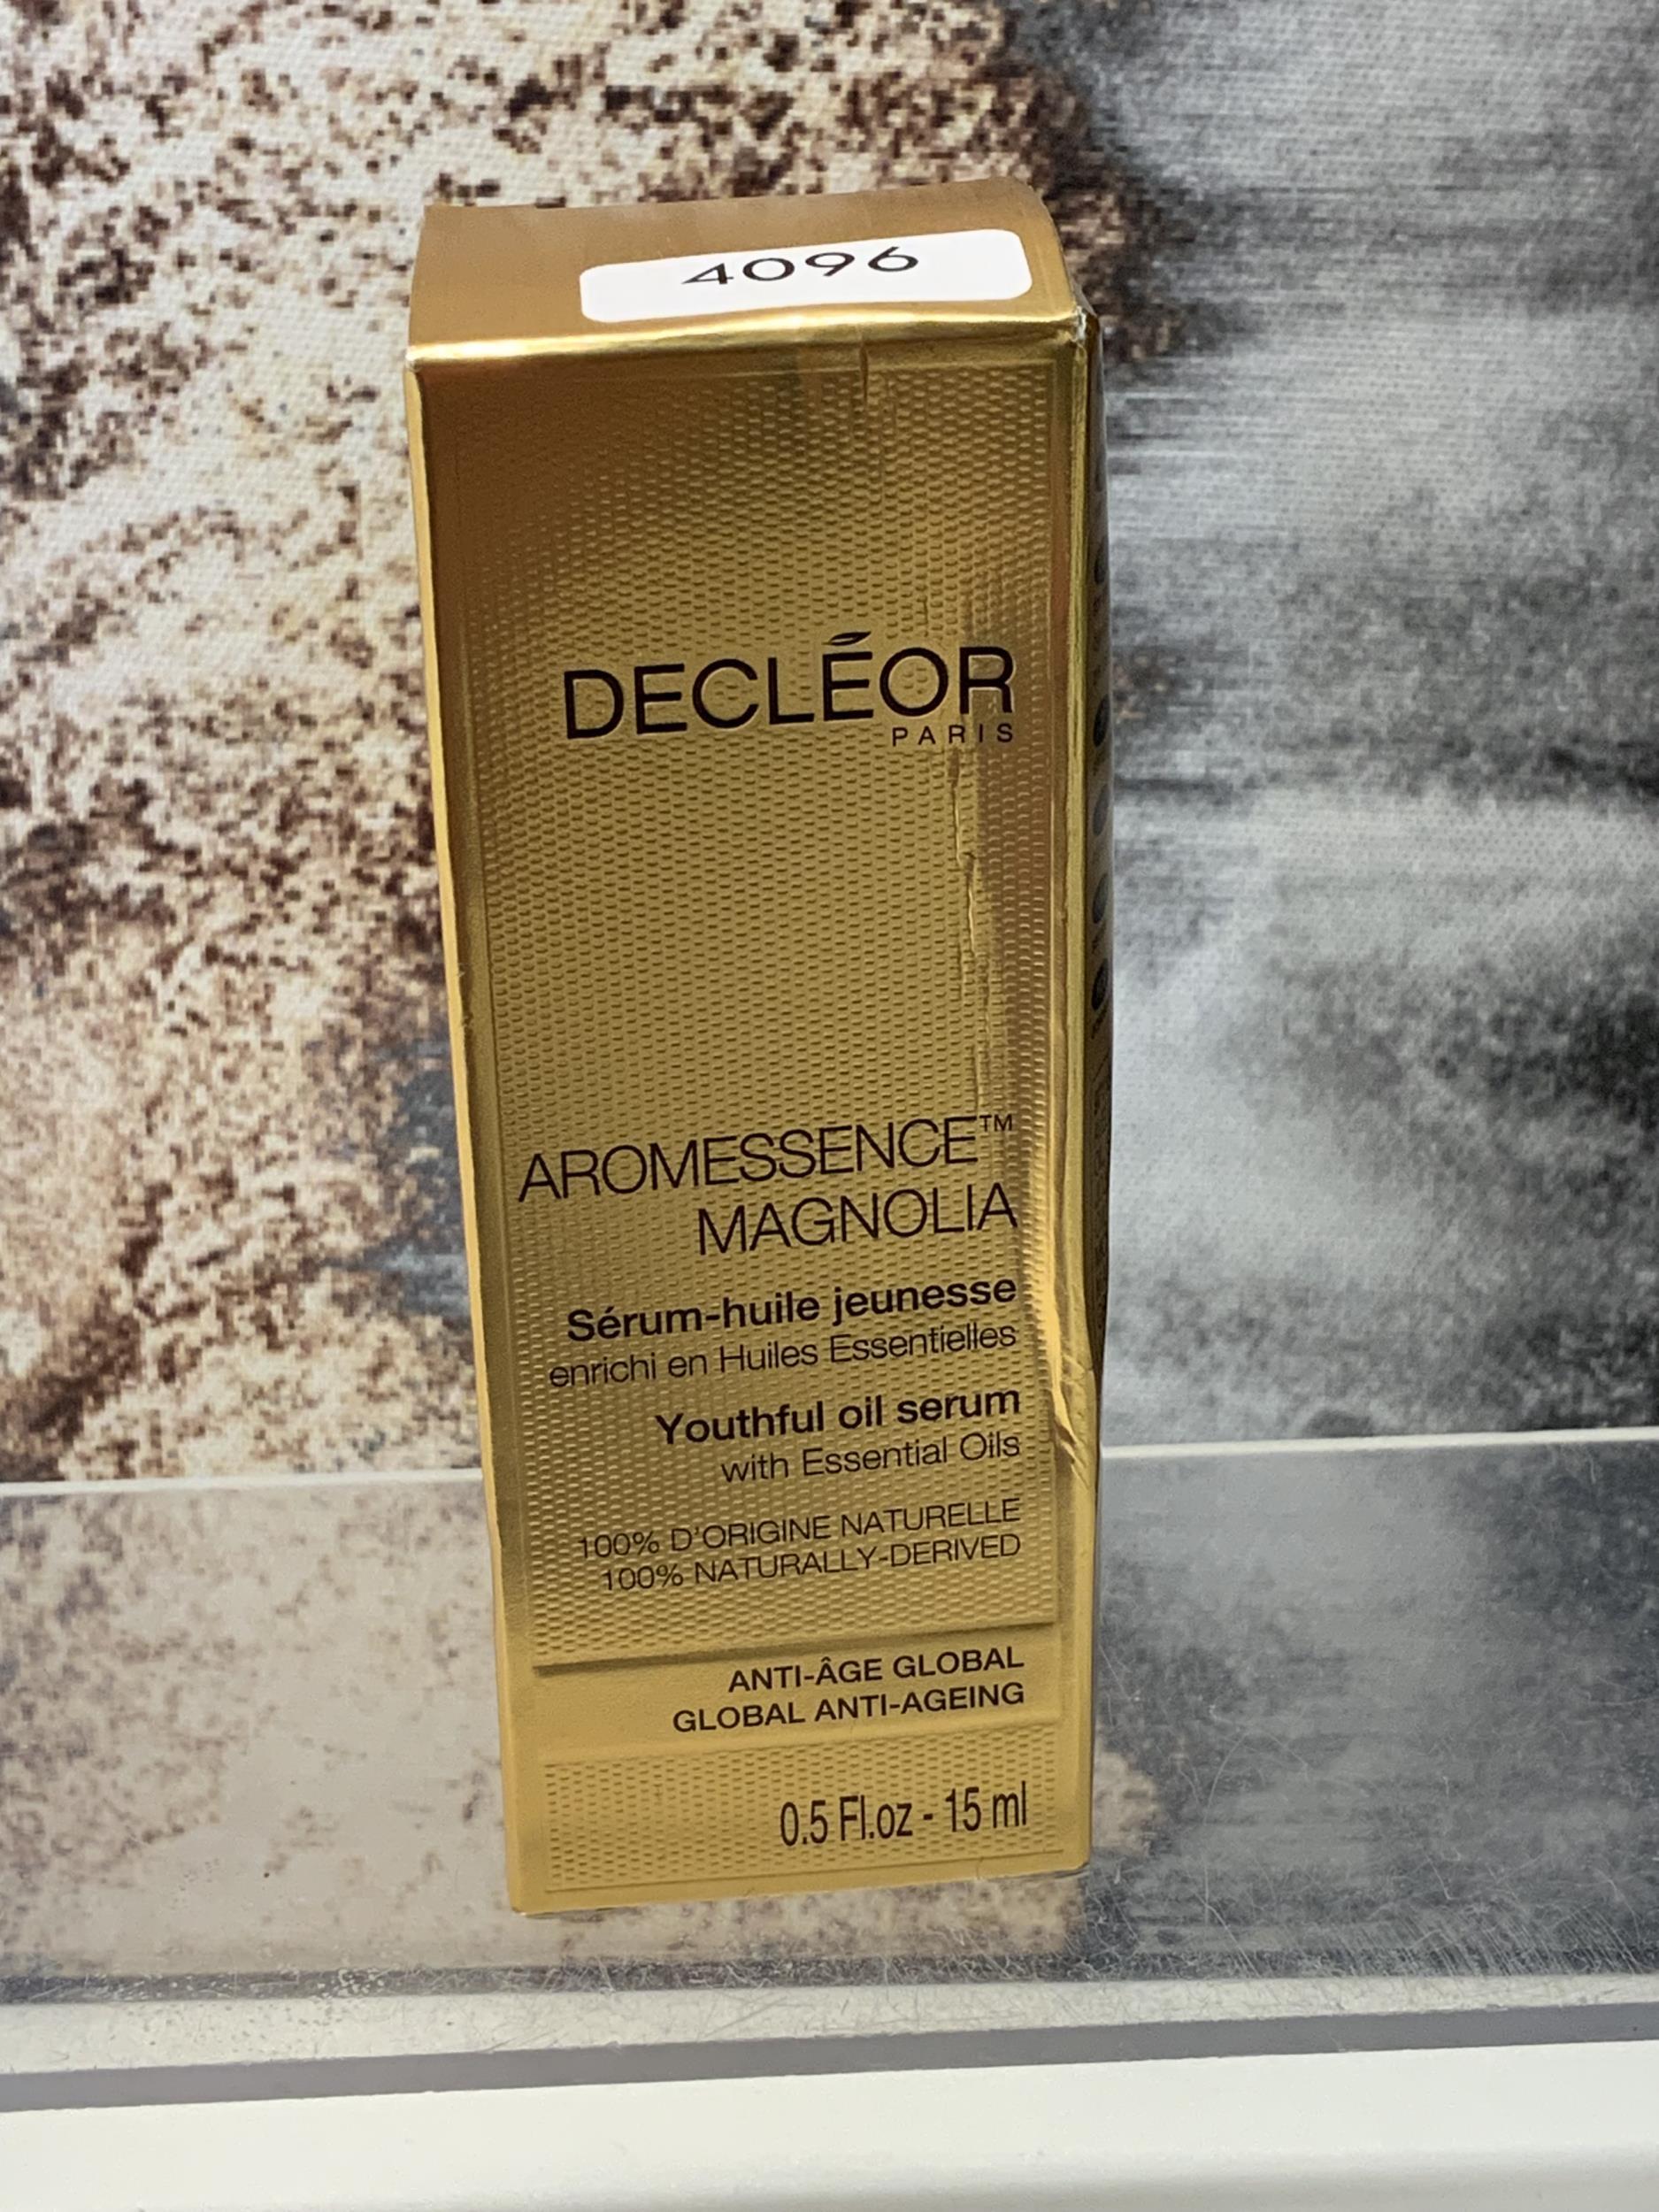 4096
DECLÉOR
PARIS
AROMESSENCE™
MAGNOLIA
Sérum-huile jeunesse
enrichi en Huiles Essentielles
Youthful oil serum
with Essential Oils
100% D'ORIGINE NATURELLE
100% NATURALLY-DERIVED
ANTI-ÂGE GLOBAL
GLOBAL ANTI-AGEING
0.5 Fl.oz - 15 ml